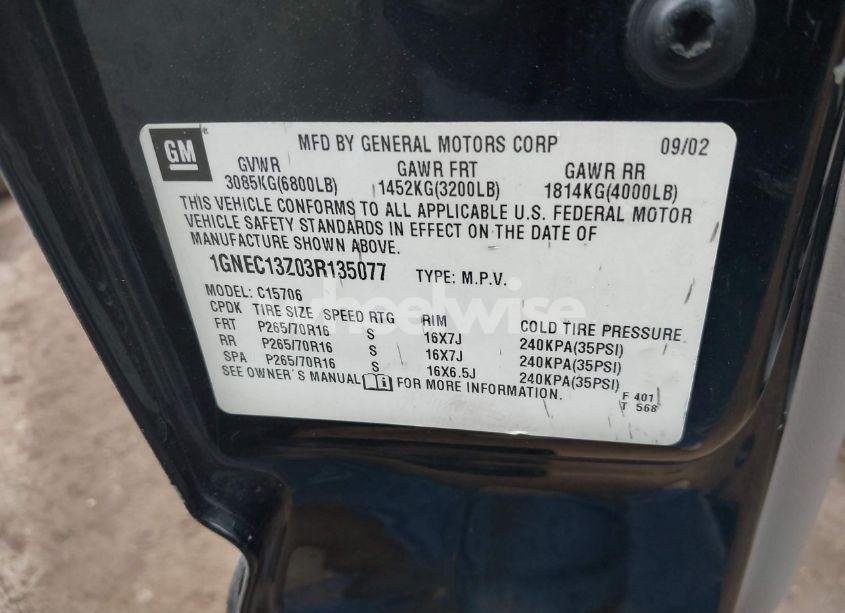 GM
MFD BY GENERAL MOTORS CORP 09/02
GVWR GAWR FRT GAWR RR
3085KG(6800LB) 1452KG(3200LB) 1814KG(4000LB)
THIS VEHICLE CONFORMS TO ALL APPLICABLE U.S. FEDERAL MOTOR
VEHICLE SAFETY STANDARDS IN EFFECT ON THE DATE OF
MANUFACTURE SHOWN ABOVE.
1GNEC13Z03R135077 TYPE: M.P.V.
MODEL: C15706
CPDK TIRE SIZE SPEED RTG RIM COLD TIRE PRESSURE
FRT P265/70R16 S 16X7J 240KPA(35PSI)
RR P265/70R16 S 16X7J 240KPA(35PSI)
SPA P265/70R16 S 16X6.5J 240KPA(35PSI)
SEE OWNER'S MANUAL FOR MORE INFORMATION.
F 401
T 568